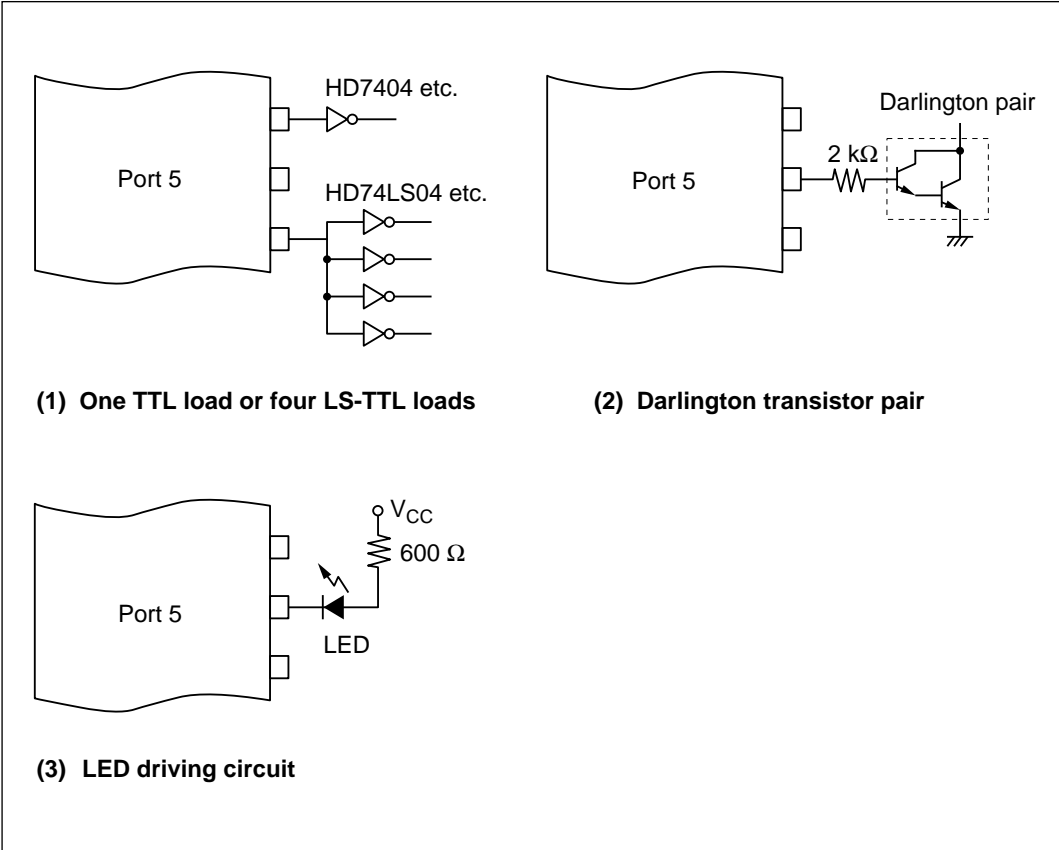 HD7404 etc.
Port 5
HD74LS04 etc.
(1) One TTL load or four LS-TTL loads
Darlington pair
2 kΩ
Port 5
(2) Darlington transistor pair
VCC
600 Ω
Port 5
LED
(3) LED driving circuit